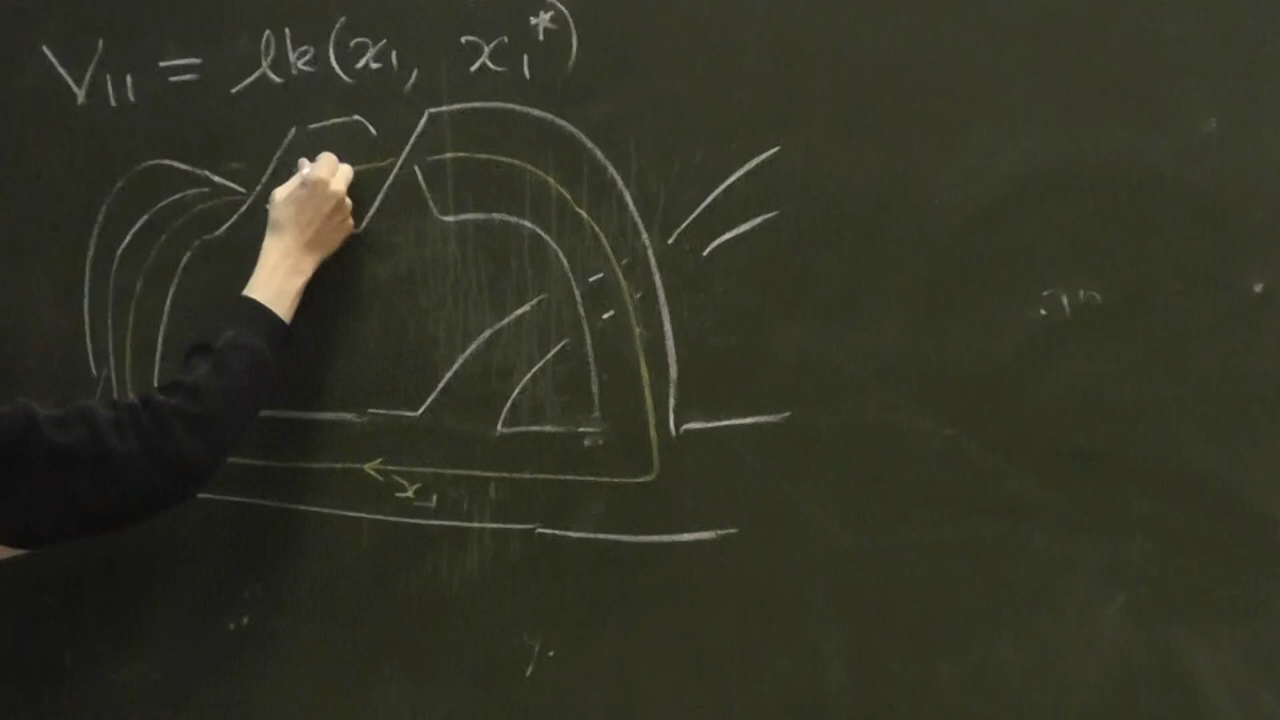 V₁₁ = lk(x₁, x₁*)
x₁